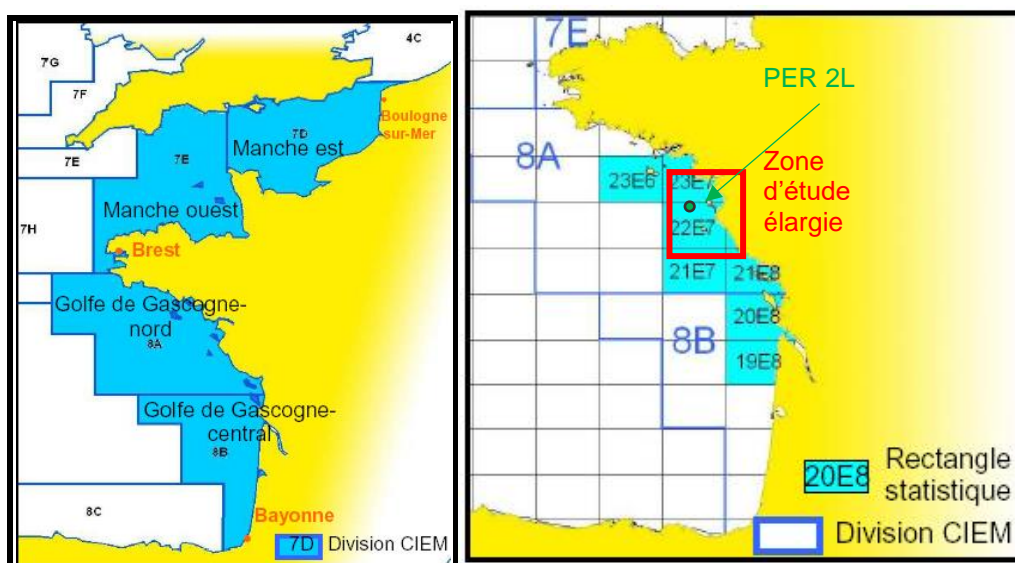 4C
7G
7F
Boulogne
sur-Mer
7D
Manche est
7E
7E
Manche ouest
7H
Brest
Golfe de Gascogne-
nord
8A
Golfe de Gascogne-
central
8B
8C
Bayonne
7D Division CIEM
7E
PER 2L
8A
23E6
23E7
Zone
d'étude
élargie
22E7
21E7
21E8
20E8
8B
19E8
20E8
Rectangle
statistique
Division CIEM